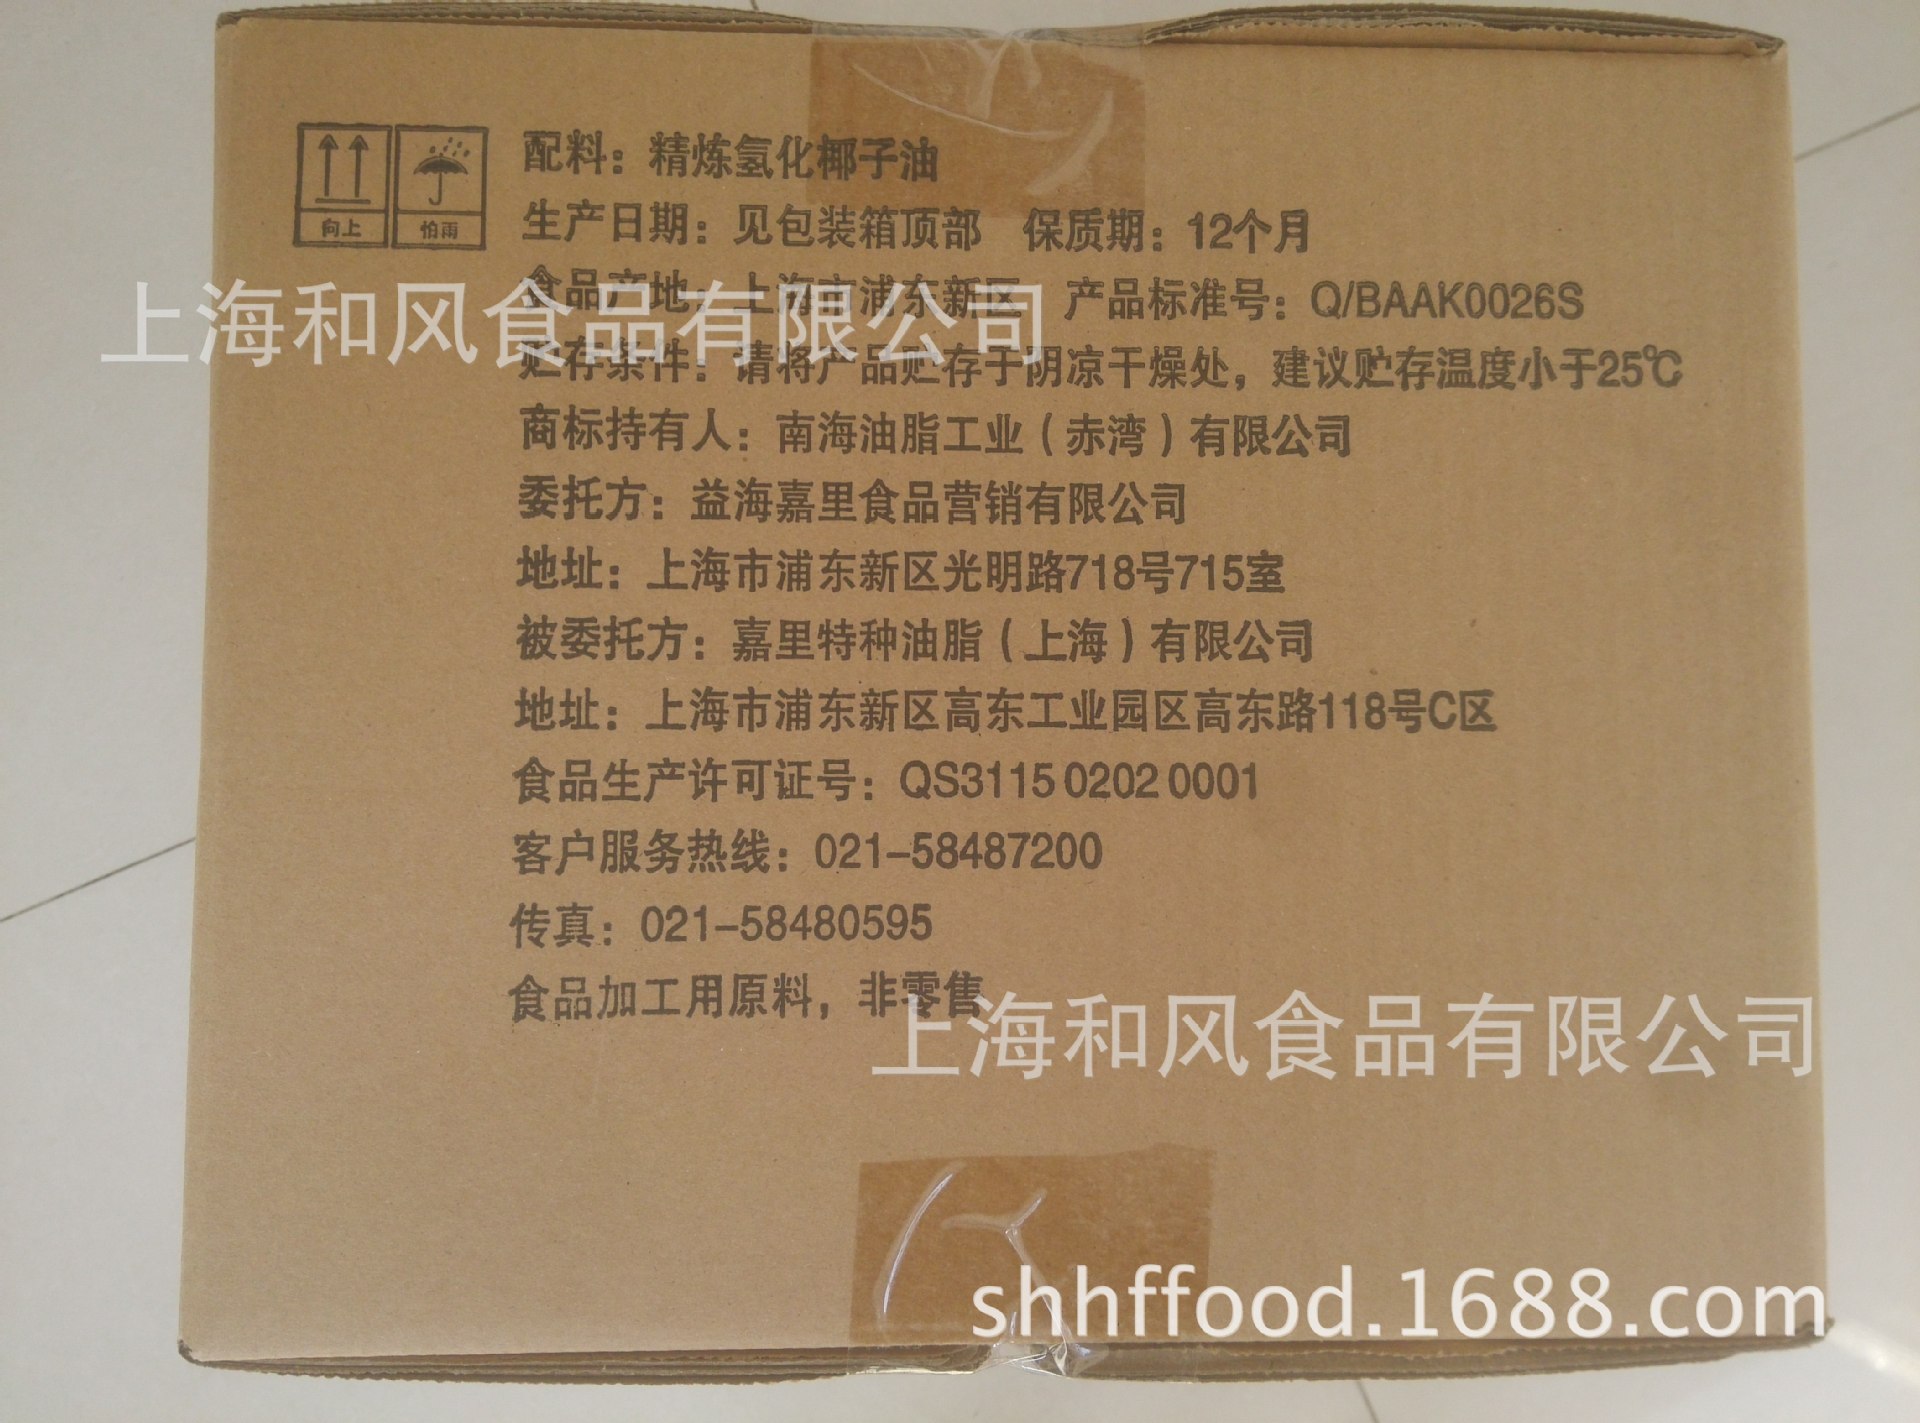 向上 怕雨
配料：精炼氢化椰子油
生产日期：见包装箱顶部 保质期：12个月
食品产地：上海市浦东新区 产品标准号：Q/BAAK0026S
上海和风食品有限公司
贮存条件：请将产品贮存于阴凉干燥处，建议贮存温度小于25℃
商标持有人：南海油脂工业（赤湾）有限公司
委托方：益海嘉里食品营销有限公司
地址：上海市浦东新区光明路718号715室
被委托方：嘉里特种油脂（上海）有限公司
地址：上海市浦东新区高东工业园区高东路118号C区
食品生产许可证号：QS3115 0202 0001
客户服务热线：021-58487200
传真：021-58480595
食品加工用原料，非零售
上海和风食品有限公司
shhffood.1688.com